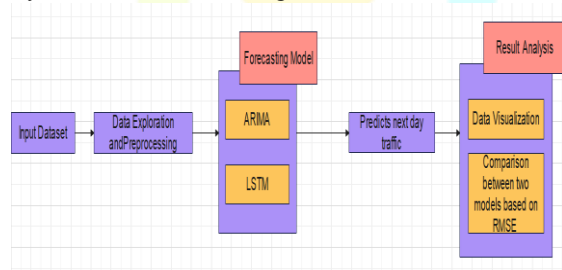 Input Dataset
Data Exploration
andPreprocessing
Forecasting Model
ARIMA
LSTM
Predicts next day
traffic
Result Analysis
Data Visualization
Comparison
between two
models based on
RMSE